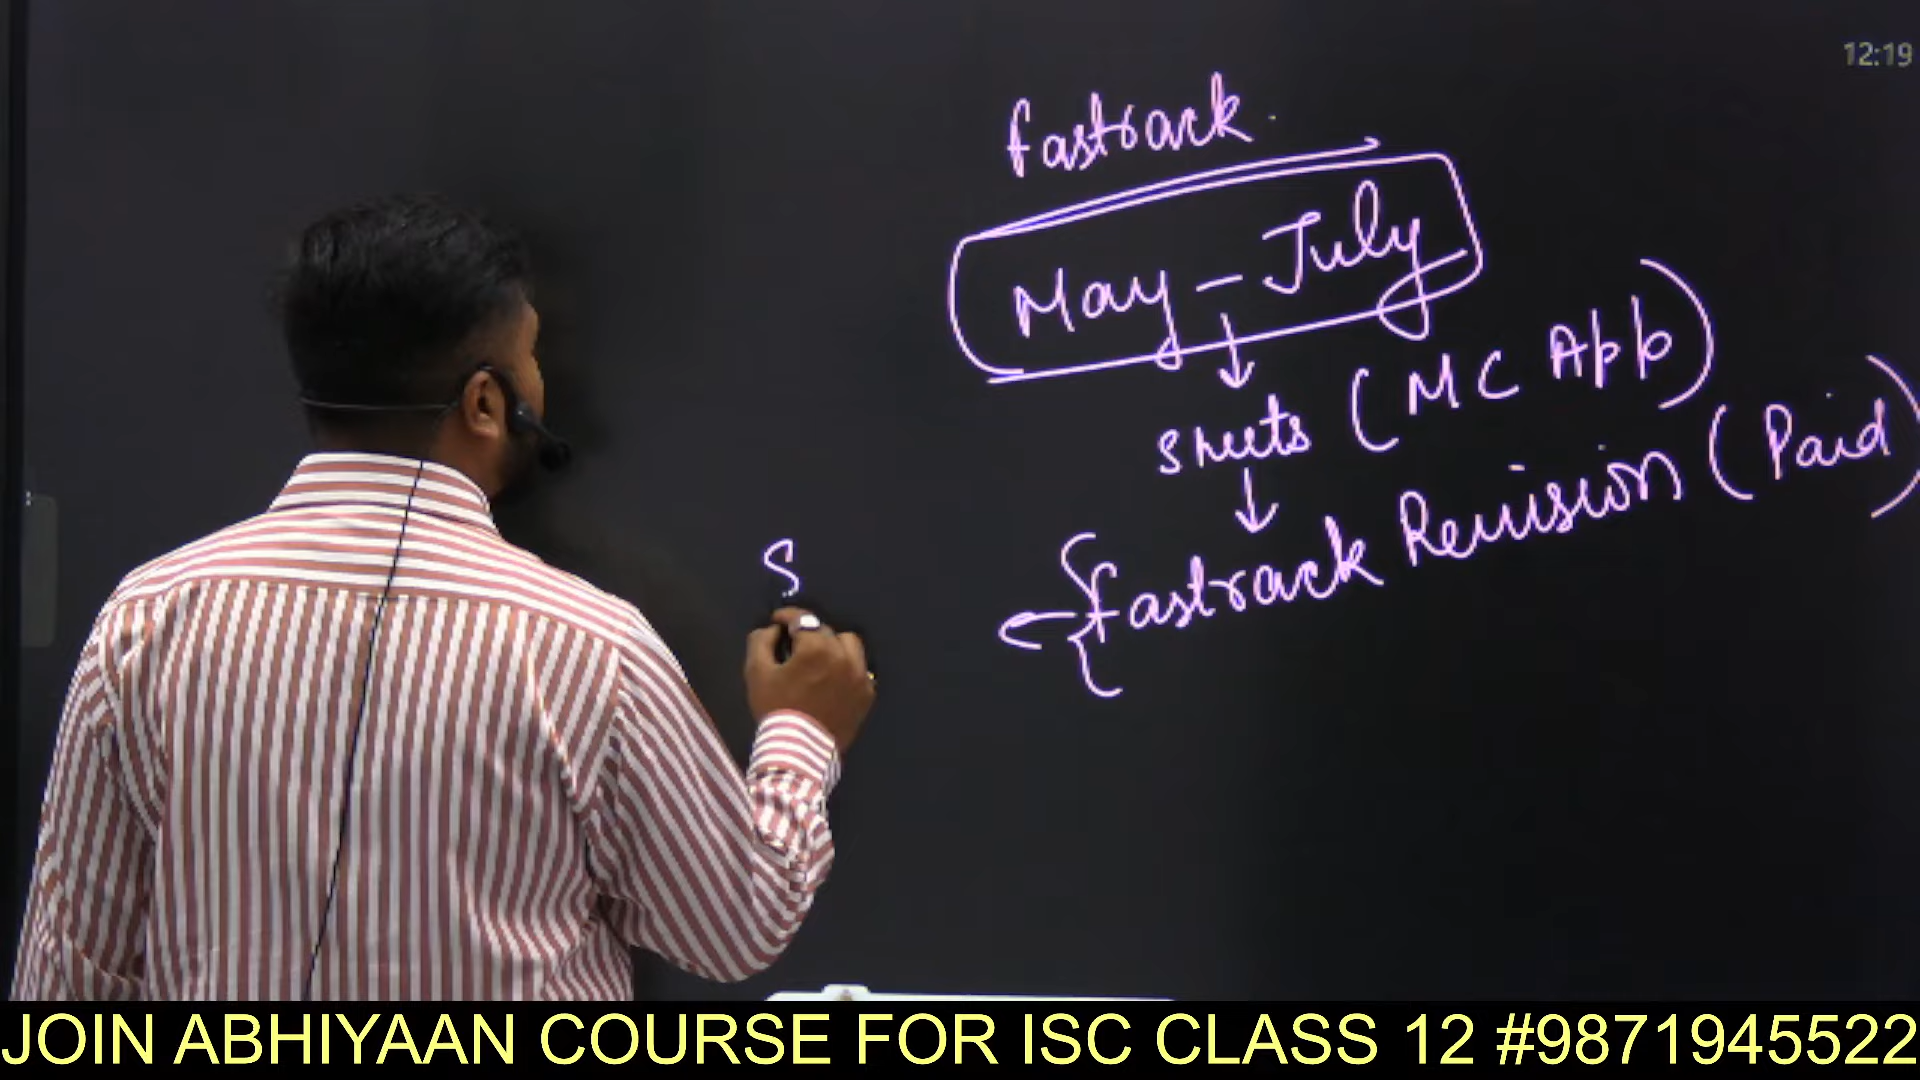 12:19
fastrack.
May - July
sheets (MC App)
fastrack Revision (Paid)
S
JOIN ABHIYAAN COURSE FOR ISC CLASS 12 #9871945522